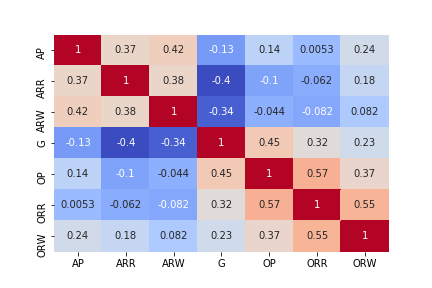 AP 1 0.37 0.42 -0.13 0.14 0.0053 0.24
ARR 0.37 1 0.38 -0.4 -0.1 -0.062 0.18
ARW 0.42 0.38 1 -0.34 -0.044 -0.082 0.082
G -0.13 -0.4 -0.34 1 0.45 0.32 0.23
OP 0.14 -0.1 -0.044 0.45 1 0.57 0.37
ORR 0.0053 -0.062 -0.082 0.32 0.57 1 0.55
ORW 0.24 0.18 0.082 0.23 0.37 0.55 1
AP ARR ARW G OP ORR ORW